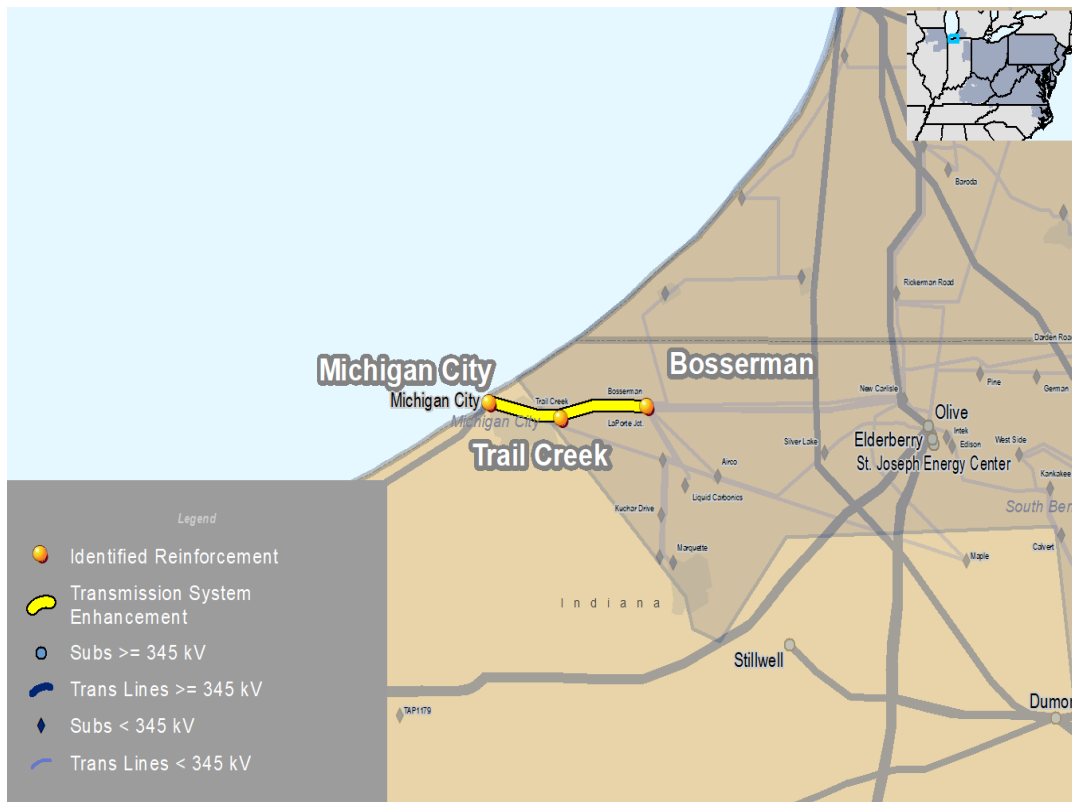 Baroda
Rickerman Road
Darden Road
Michigan City
Bosserman
Michigan City
Trail Creek
Bosserman
New Carlisle
Pine
German
Michigan City
LaPorte Jct.
Olive
Trail Creek
Silver Lake
Elderberry
Intek
Edison
West Side
St. Joseph Energy Center
Airco
Kankakee
Liquid Carbonics
South Ben
Kuchar Drive
Marquette
Calvert
Maple
Indiana
Stillwell
Dumon
TAP1179
Legend
Identified Reinforcement
Transmission System
Enhancement
Subs >= 345 kV
Trans Lines >= 345 kV
Subs < 345 kV
Trans Lines < 345 kV